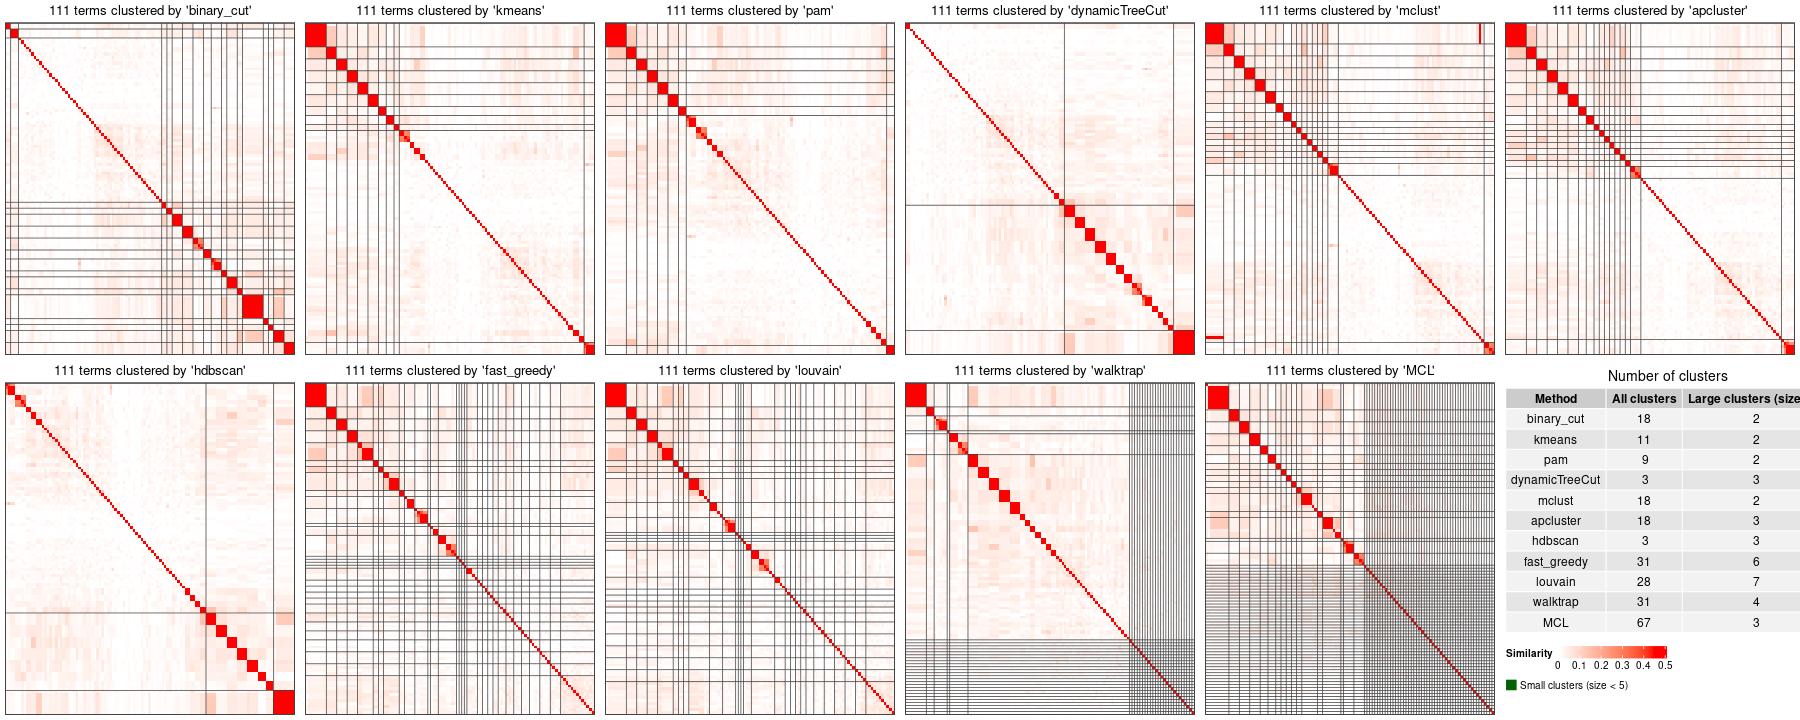 111 terms clustered by 'binary_cut'
111 terms clustered by 'kmeans'
111 terms clustered by 'pam'
111 terms clustered by 'dynamicTreeCut'
111 terms clustered by 'mclust'
111 terms clustered by 'apcluster'
111 terms clustered by 'hdbscan'
111 terms clustered by 'fast_greedy'
111 terms clustered by 'louvain'
111 terms clustered by 'walktrap'
111 terms clustered by 'MCL'
Number of clusters
Method All clusters Large clusters (size
binary_cut 18 2
kmeans 11 2
pam 9 2
dynamicTreeCut 3 3
mclust 18 2
apcluster 18 3
hdbscan 3 3
fast_greedy 31 6
louvain 28 7
walktrap 31 4
MCL 67 3
Similarity
0 0.1 0.2 0.3 0.4 0.5
Small clusters (size < 5)